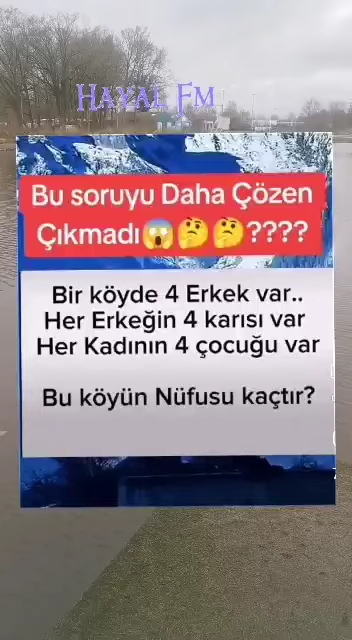 Hayal Fm
Bu soruyu Daha Çözen
Çıkmadı😱🤔🤔????
Bir köyde 4 Erkek var..
Her Erkeğin 4 karısı var
Her Kadının 4 çocuğu var
Bu köyün Nüfusu kaçtır?